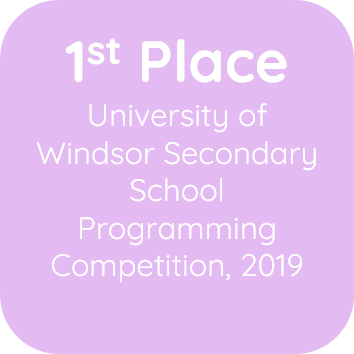 1st Place
University of
Windsor Secondary
School
Programming
Competition, 2019